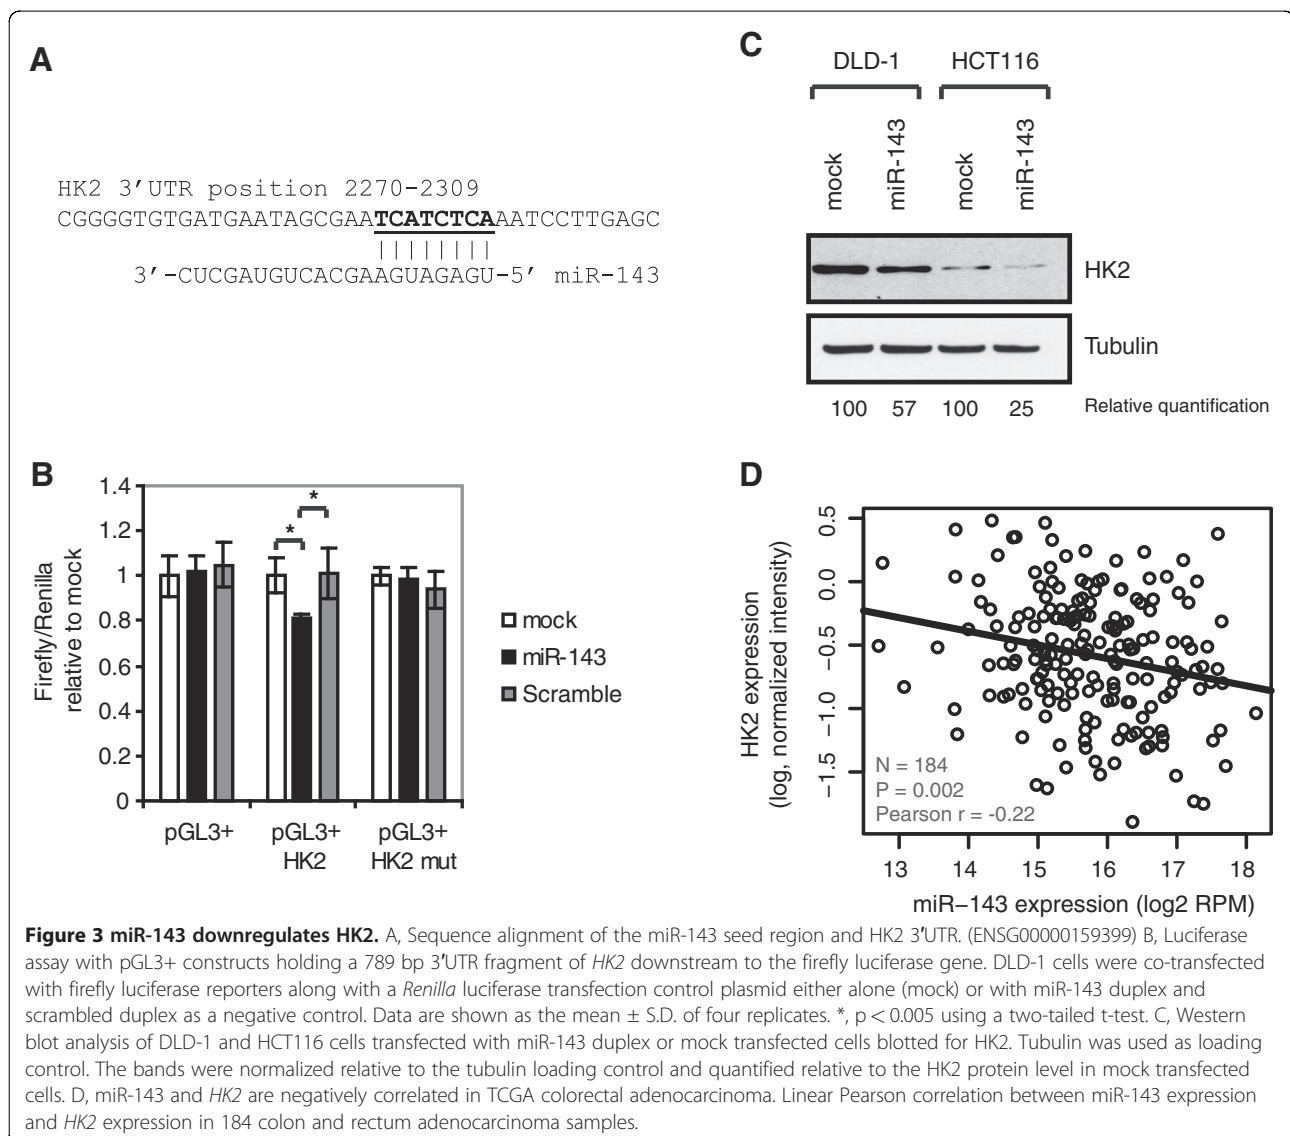 A
HK2 3′UTR position 2270-2309
CGGGGTGTGATGAATAGCGAATCATCTCAAATCCTTGAGC
3′-CUCGAUGUCACGAAGUAGAGU-5′ miR-143
C
DLD-1 HCT116
mock miR-143 mock miR-143
HK2
Tubulin
100 57 100 25 Relative quantification
B
Firefly/Renilla
relative to mock
1.4
1.2
1
0.8
0.6
0.4
0.2
0
* *
pGL3+ pGL3+ HK2 pGL3+ HK2 mut
mock
miR-143
Scramble
D
HK2 expression
(log, normalized intensity)
0.5
0.0
−0.5
−1.0
−1.5
N = 184
P = 0.002
Pearson r = -0.22
13 14 15 16 17 18
miR−143 expression (log2 RPM)
Figure 3 miR-143 downregulates HK2. A, Sequence alignment of the miR-143 seed region and HK2 3′UTR. (ENSG00000159399) B, Luciferase
assay with pGL3+ constructs holding a 789 bp 3′UTR fragment of HK2 downstream to the firefly luciferase gene. DLD-1 cells were co-transfected
with firefly luciferase reporters along with a Renilla luciferase transfection control plasmid either alone (mock) or with miR-143 duplex and
scrambled duplex as a negative control. Data are shown as the mean ± S.D. of four replicates. *, p < 0.005 using a two-tailed t-test. C, Western
blot analysis of DLD-1 and HCT116 cells transfected with miR-143 duplex or mock transfected cells blotted for HK2. Tubulin was used as loading
control. The bands were normalized relative to the tubulin loading control and quantified relative to the HK2 protein level in mock transfected
cells. D, miR-143 and HK2 are negatively correlated in TCGA colorectal adenocarcinoma. Linear Pearson correlation between miR-143 expression
and HK2 expression in 184 colon and rectum adenocarcinoma samples.